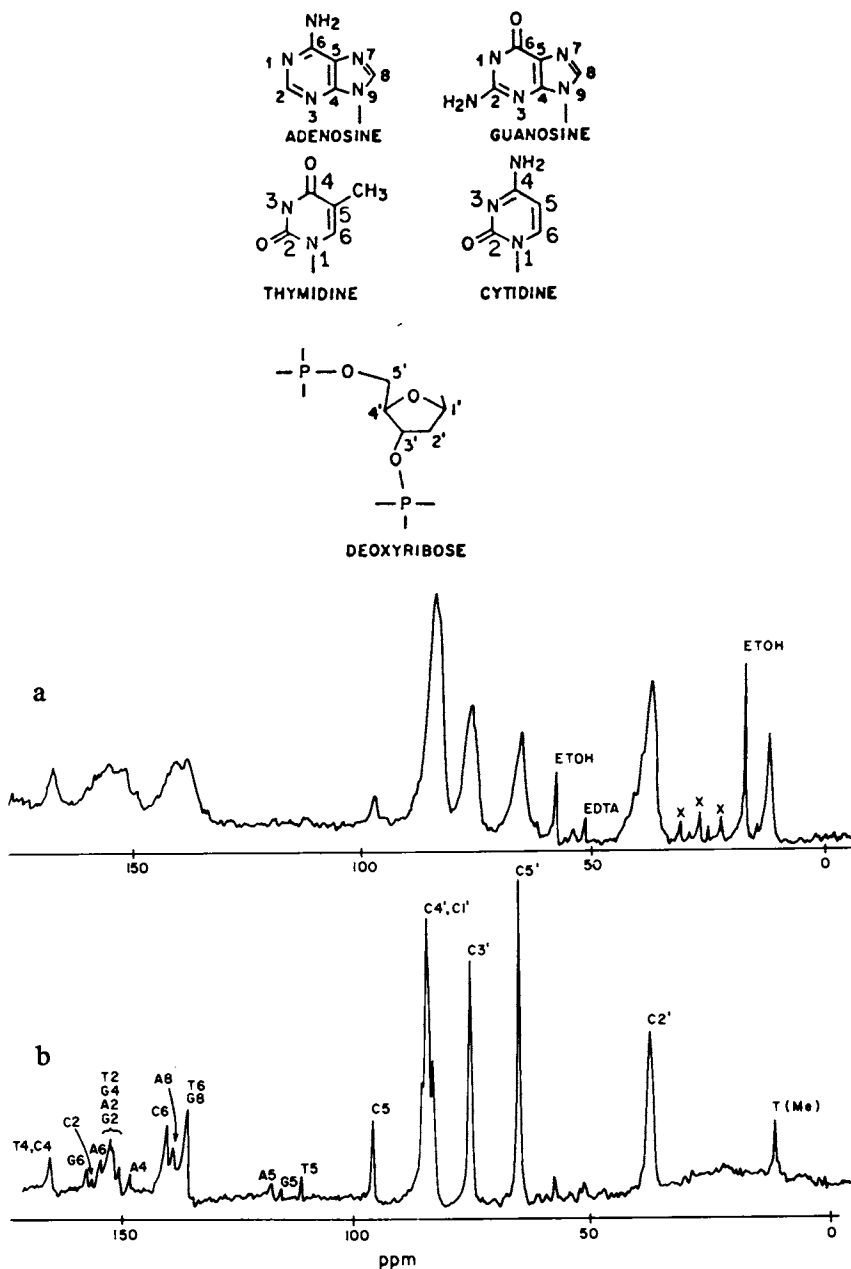 NH2
6
1 N
5
N 7
8
2
N
3
4
N
9
ADENOSINE
O
6
1 N
5
N 7
8
H2N
2
N
3
4
N
9
GUANOSINE
O
4
3 N
CH3
5
6
O
2
N
1
THYMIDINE
NH2
4
3 N
5
6
O
2
N
1
CYTIDINE
P O 5'
O
4'
1'
3'
2'
O
P
DEOXYRIBOSE
a
ETOH
EDTA
X
X
X
ETOH
150
100
50
0
b
T4,C4
G6
C2
A6
T2
G4
A2
G2
A4
C6
A8
T6
G8
A5
G5
T5
C5
C4',C1'
C3'
C5'
C2'
T(Me)
150
100
50
0
ppm